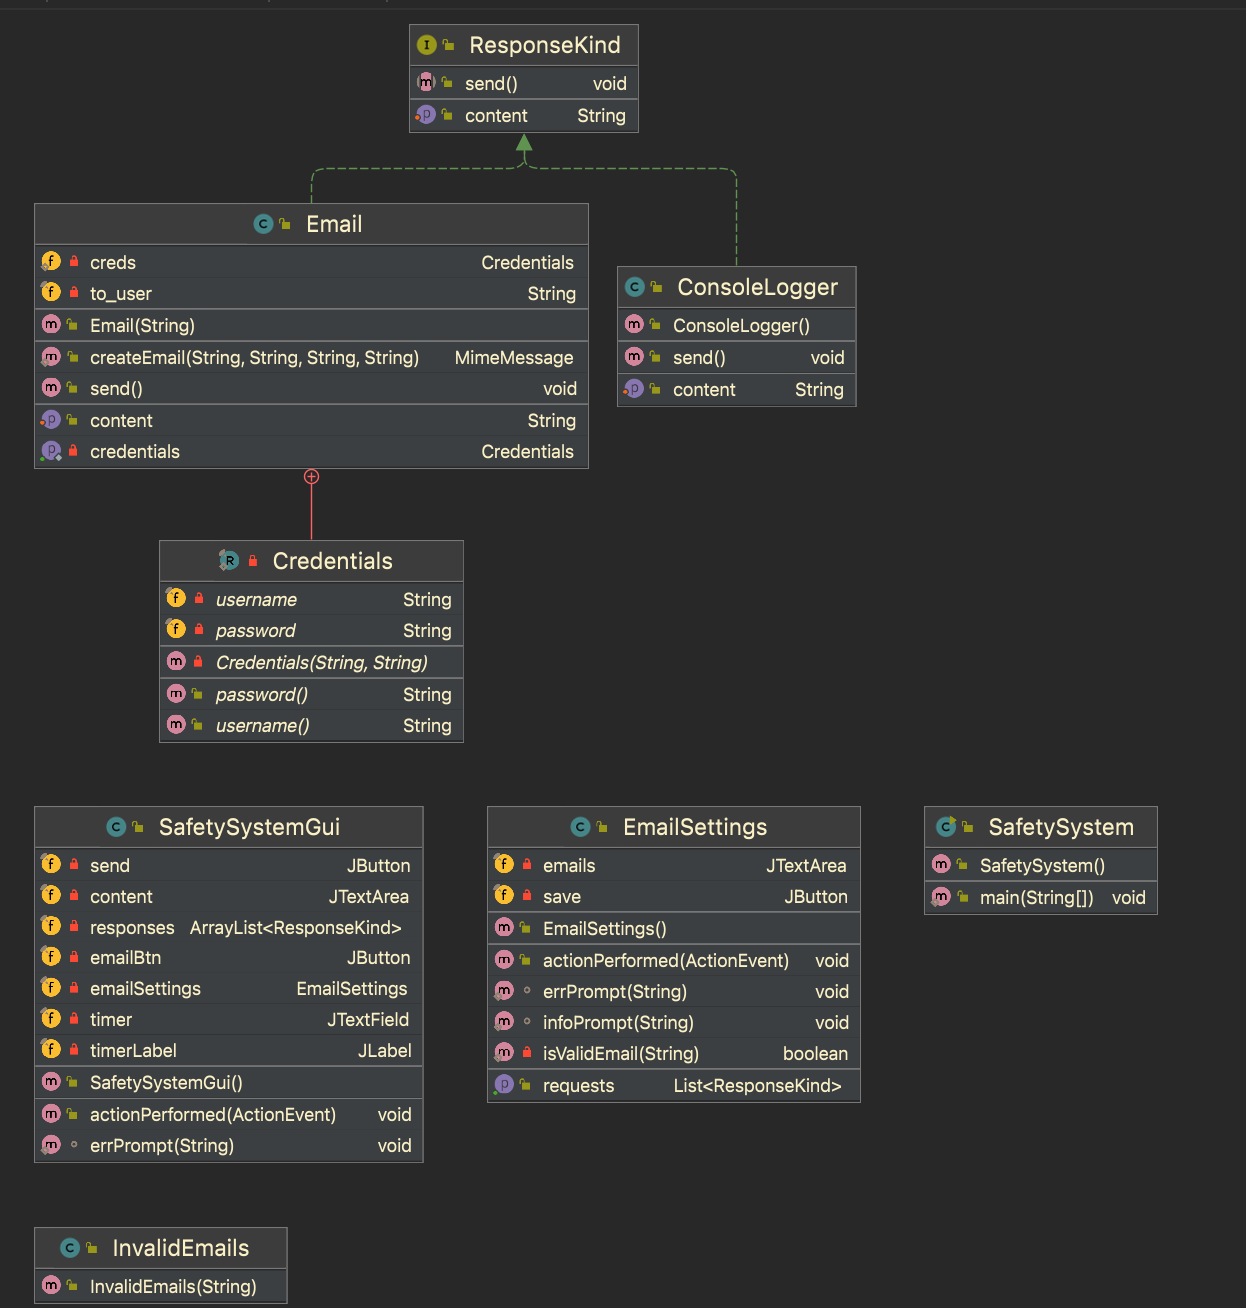 ResponseKind
send() void
content String
Email
creds Credentials
to_user String
Email(String)
createEmail(String, String, String, String) MimeMessage
send() void
content String
credentials Credentials
ConsoleLogger
ConsoleLogger()
send() void
content String
Credentials
username String
password String
Credentials(String, String)
password() String
username() String
SafetySystemGui
send JButton
content JTextArea
responses ArrayList<ResponseKind>
emailBtn JButton
emailSettings EmailSettings
timer JTextField
timerLabel JLabel
SafetySystemGui()
actionPerformed(ActionEvent) void
errPrompt(String) void
EmailSettings
emails JTextArea
save JButton
EmailSettings()
actionPerformed(ActionEvent) void
errPrompt(String) void
infoPrompt(String) void
isValidEmail(String) boolean
requests List<ResponseKind>
SafetySystem
SafetySystem()
main(String[]) void
InvalidEmails
InvalidEmails(String)